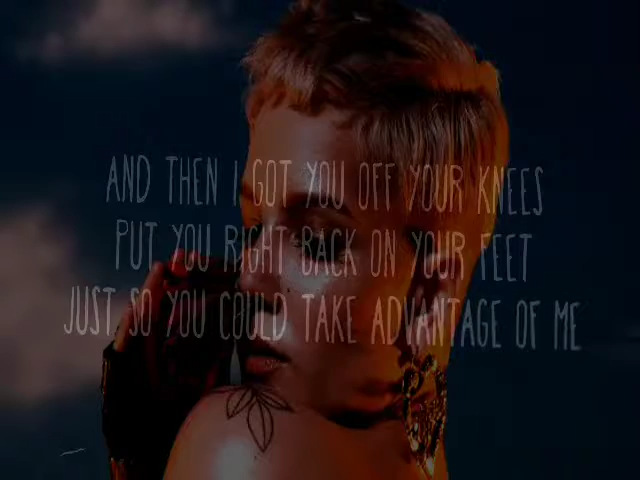 AND THEN I GOT YOU OFF YOUR KNEES
PUT YOU RIGHT BACK ON YOUR FEET
JUST SO YOU COULD TAKE ADVANTAGE OF ME